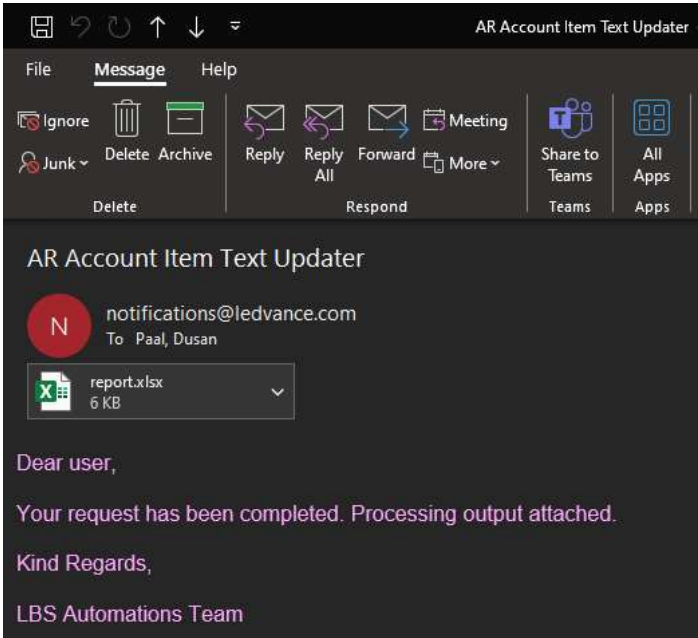 AR Account Item Text Updater
File Message Help
Ignore
Junk
Delete Archive
Reply Reply All Forward
Meeting
More
Share to Teams
All Apps
Delete Respond Teams Apps
AR Account Item Text Updater
N
notifications@ledvance.com
To Paal, Dusan
report.xlsx
6 KB
Dear user,
Your request has been completed. Processing output attached.
Kind Regards,
LBS Automations Team